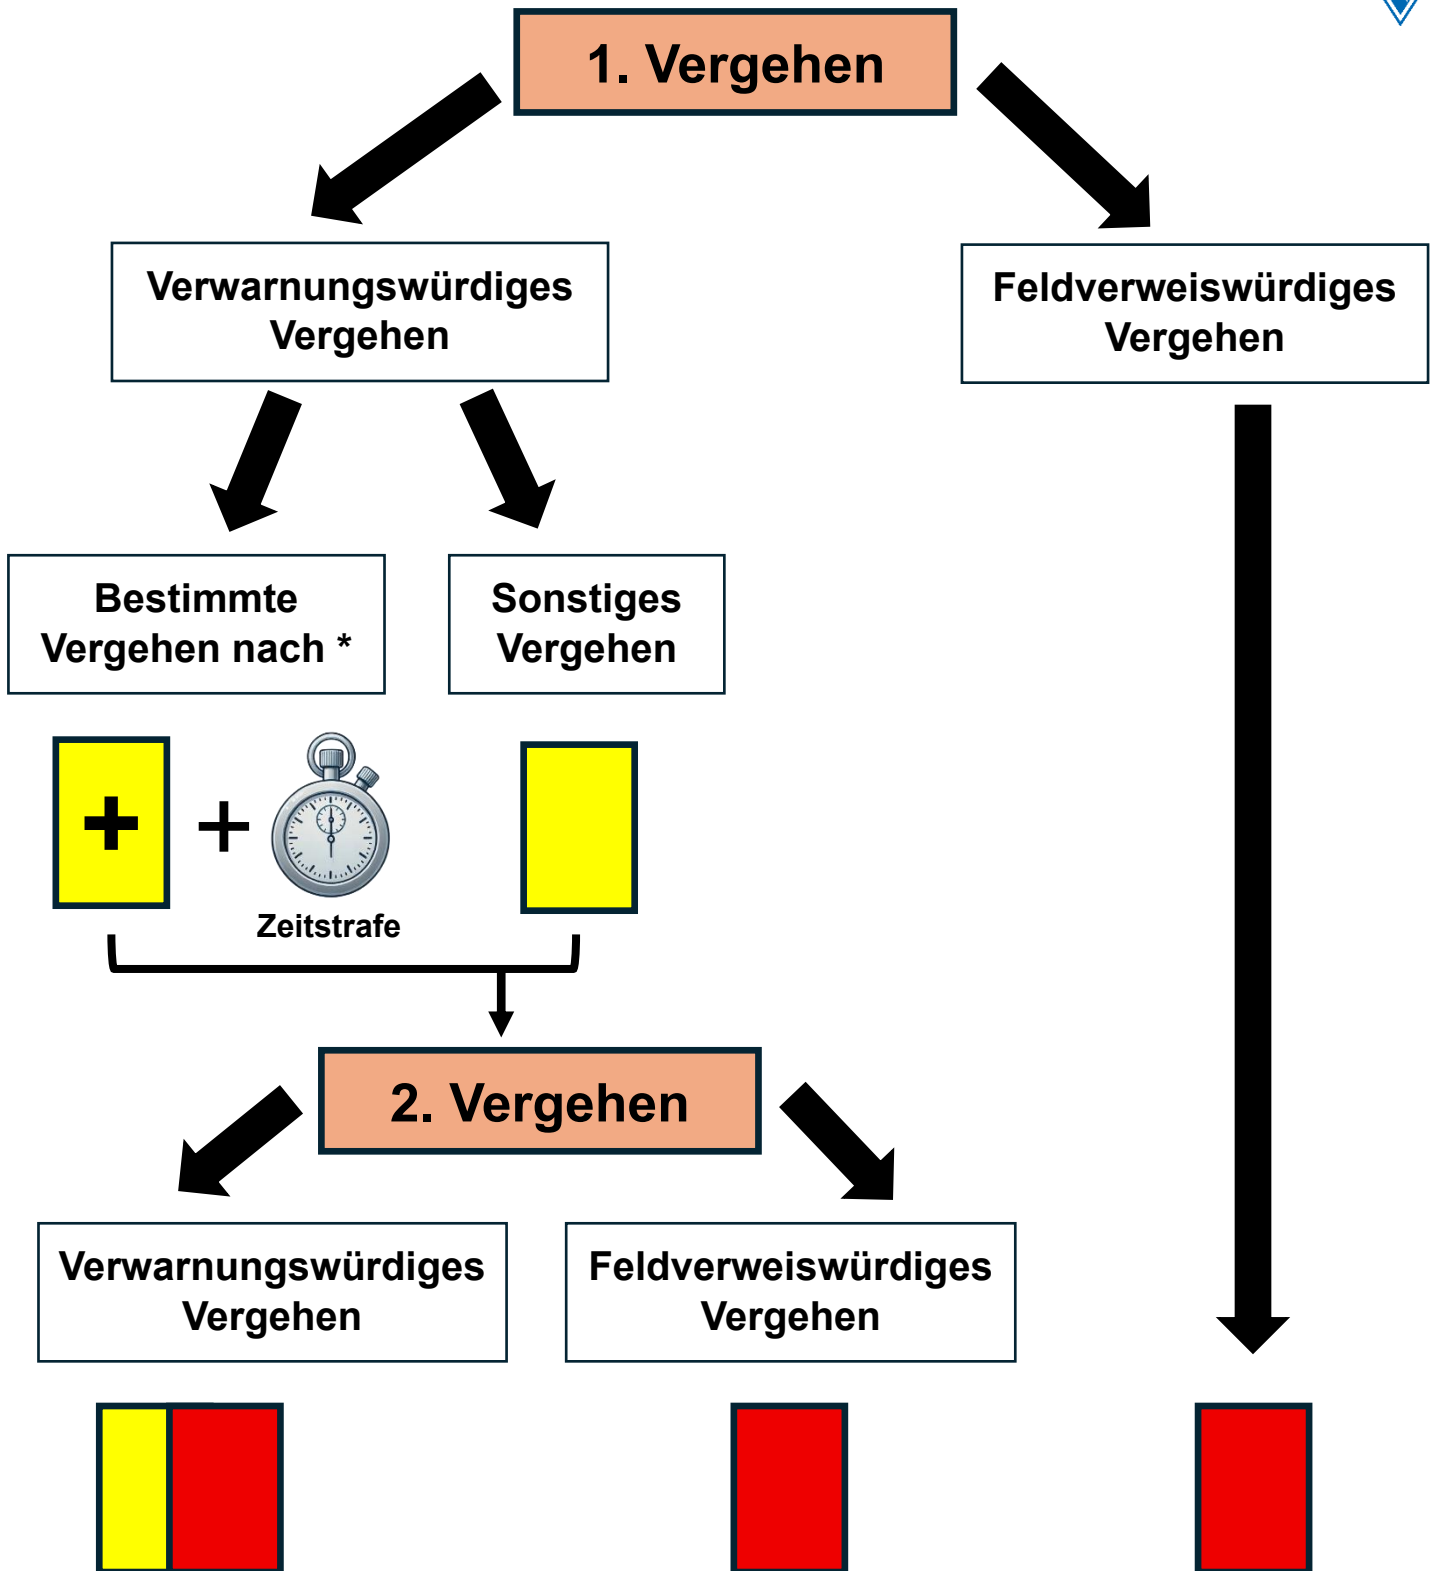 1. Vergehen
Verwarnungswürdiges
Vergehen
Feldverweiswürdiges
Vergehen
Bestimmte
Vergehen nach *
Sonstiges
Vergehen
+
+
Zeitstrafe
2. Vergehen
Verwarnungswürdiges
Vergehen
Feldverweiswürdiges
Vergehen